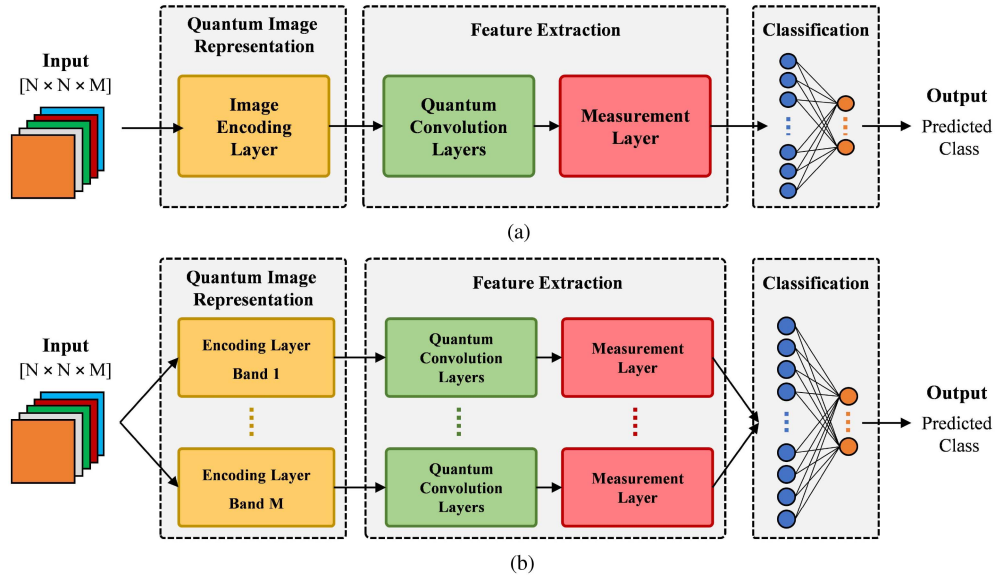 Quantum Image
Representation
Feature Extraction
Classification
Input
[N × N × M]
Image
Encoding
Layer
Quantum
Convolution
Layers
Measurement
Layer
Output
Predicted
Class
(a)
Quantum Image
Representation
Feature Extraction
Classification
Input
[N × N × M]
Encoding Layer
Band 1
Quantum
Convolution
Layers
Measurement
Layer
Encoding Layer
Band M
Quantum
Convolution
Layers
Measurement
Layer
Output
Predicted
Class
(b)